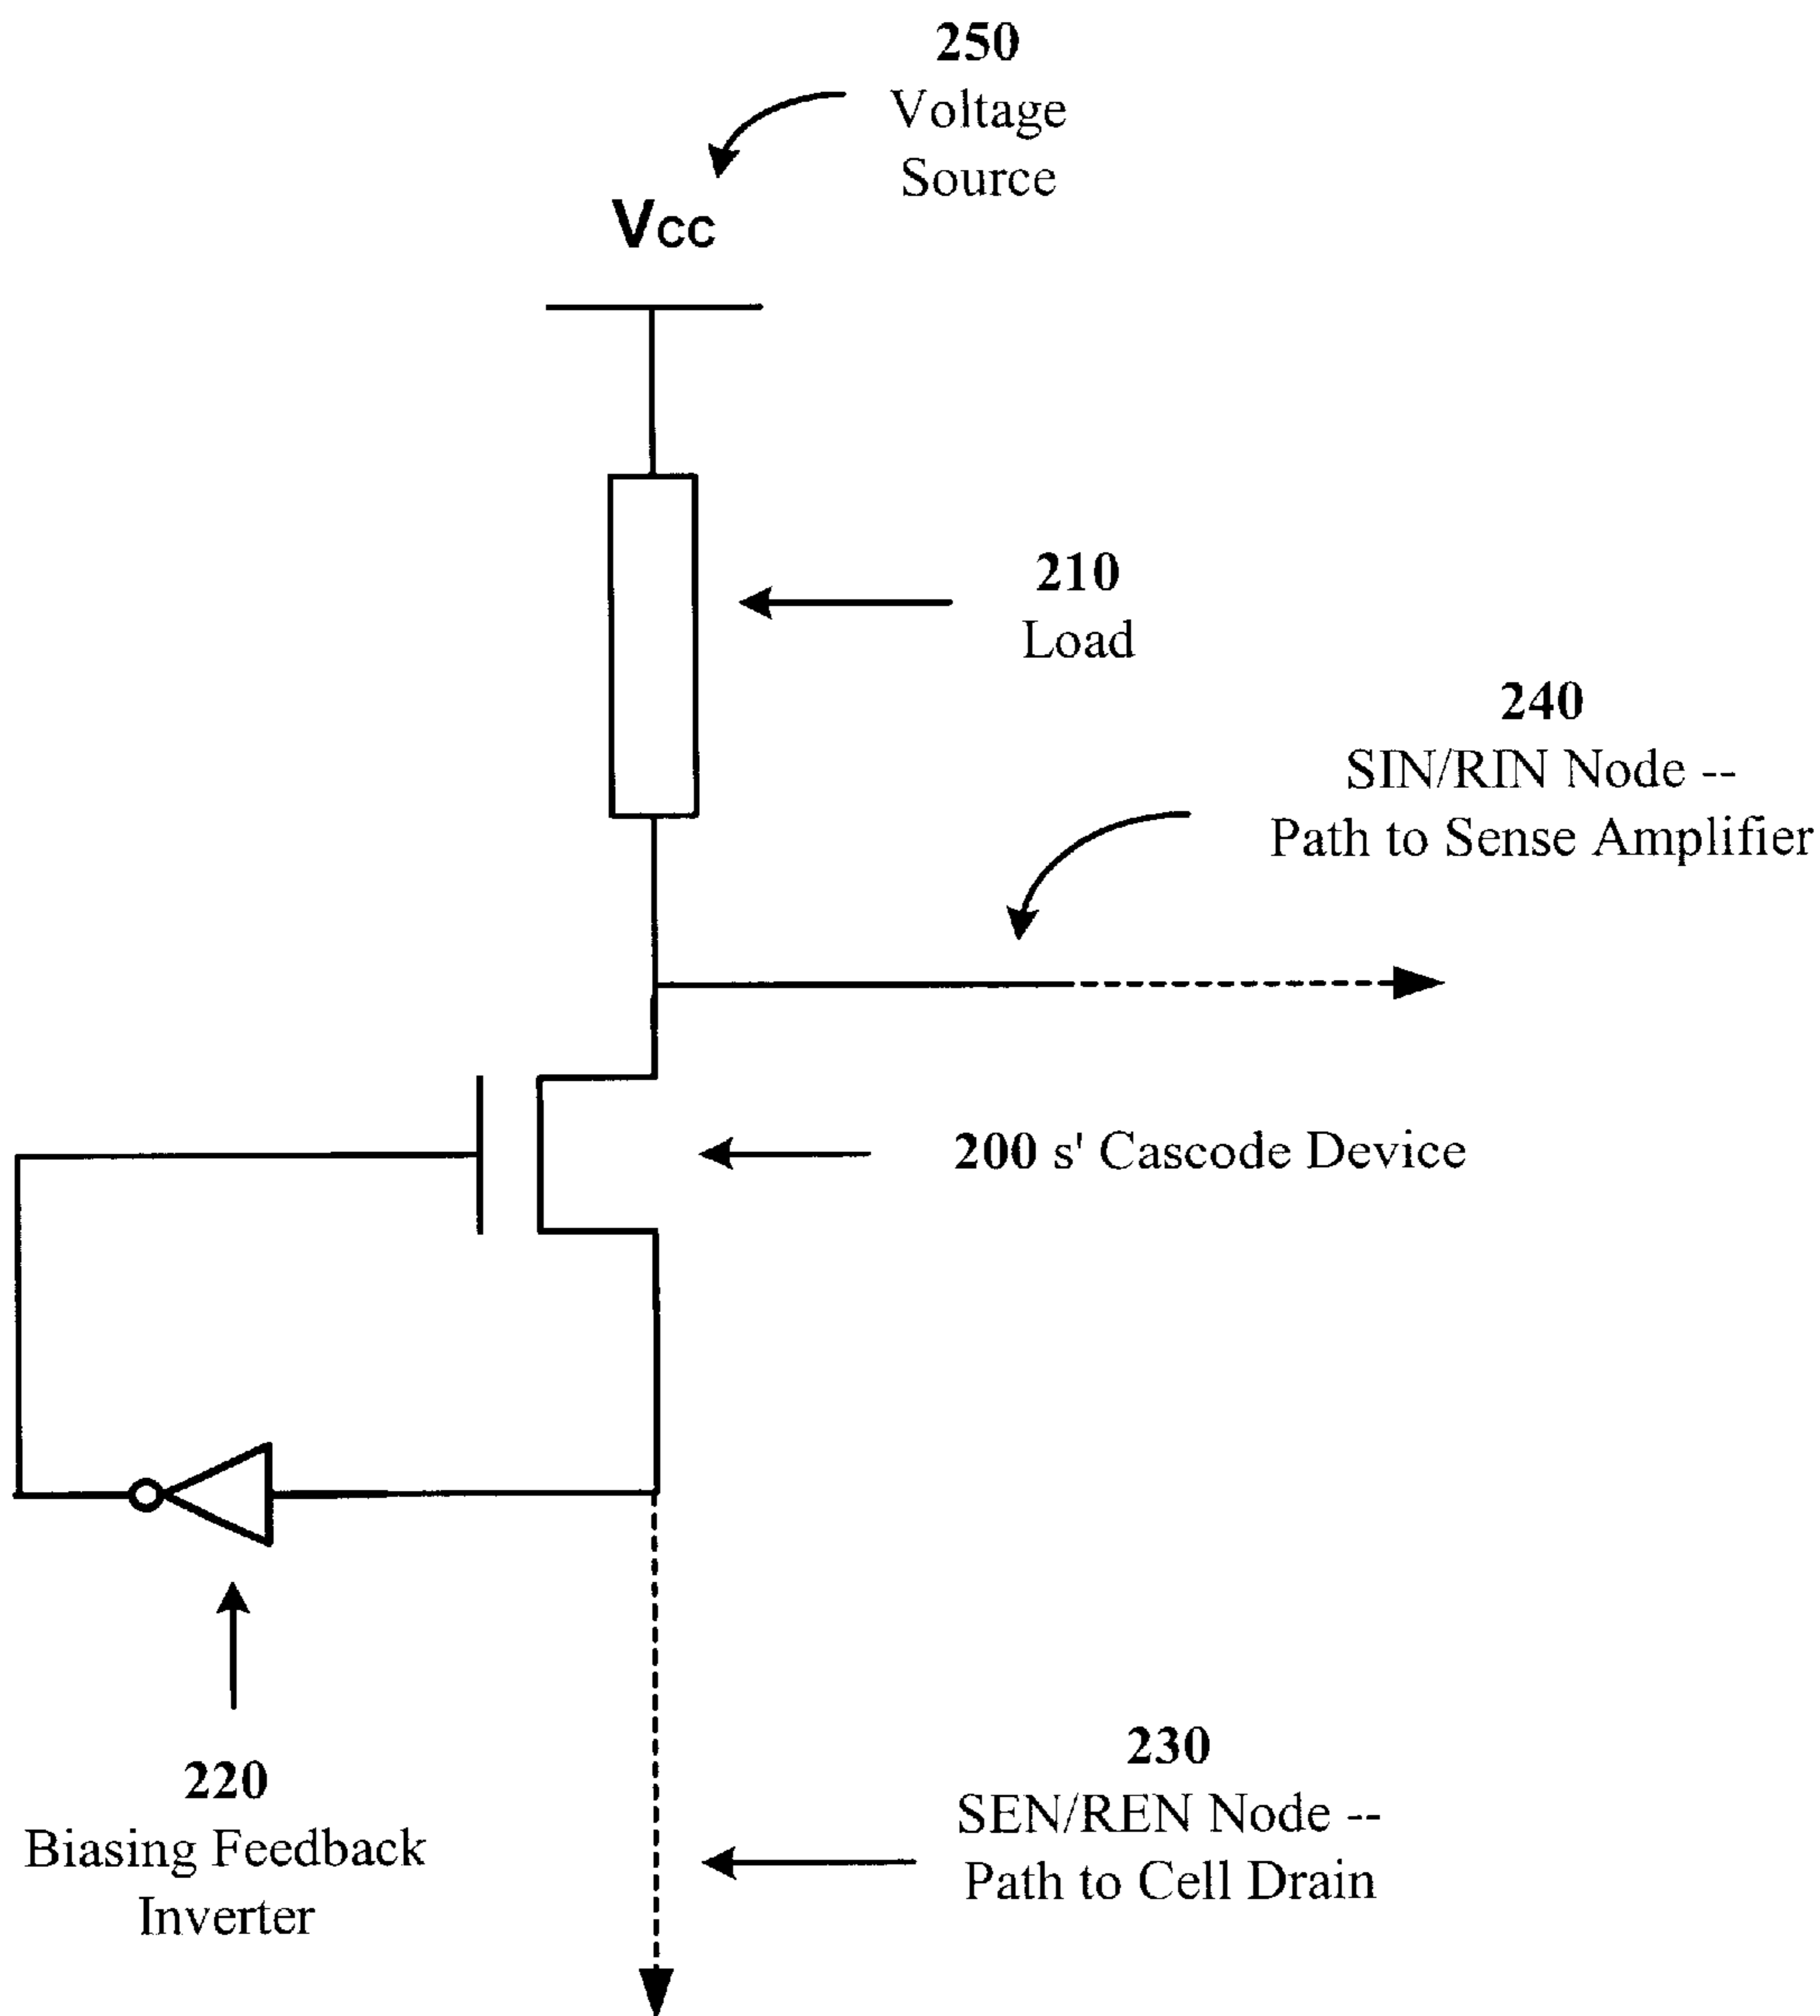 250
Voltage
Source
Vcc
210
Load
240
SIN/RIN Node --
Path to Sense Amplifier
200 s' Cascode Device
220
Biasing Feedback
Inverter
230
SEN/REN Node --
Path to Cell Drain